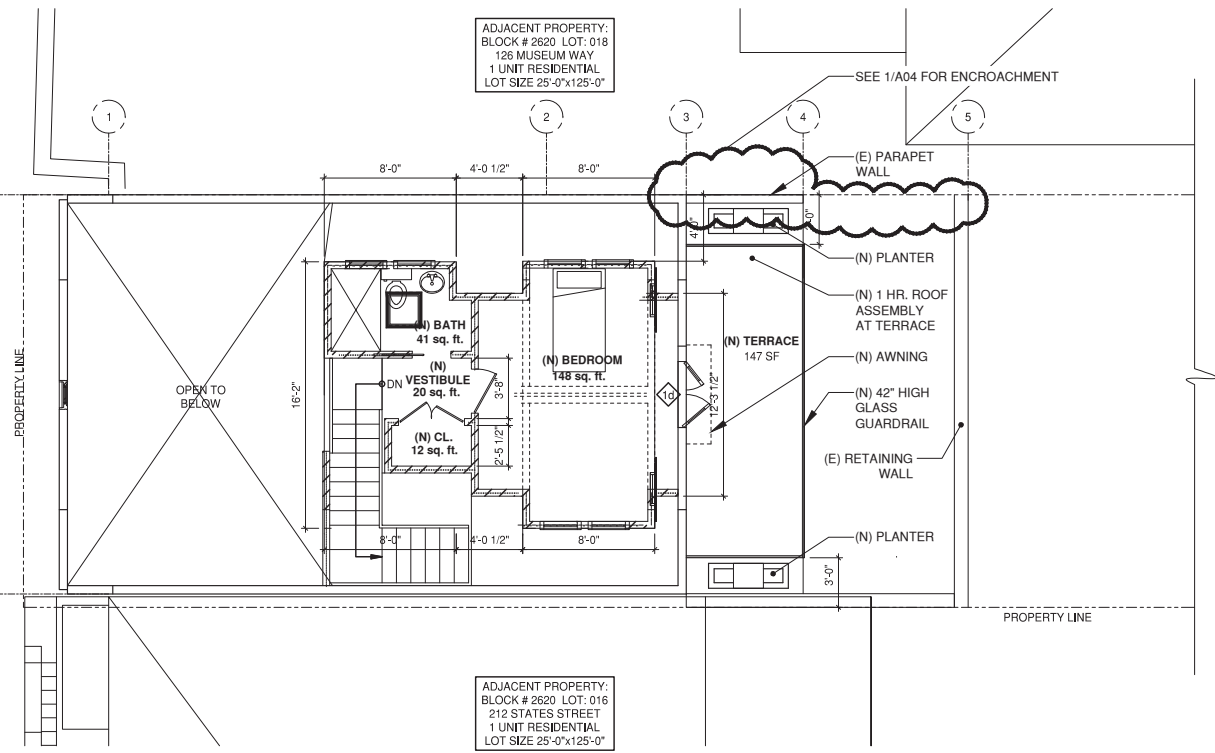 ADJACENT PROPERTY:
BLOCK # 2620 LOT: 018
126 MUSEUM WAY
1 UNIT RESIDENTIAL
LOT SIZE 25'-0"x125'-0"
SEE 1/A04 FOR ENCROACHMENT
1
2
3
4
5
8'-0"
4'-0 1/2"
8'-0"
(E) PARAPET
WALL
4'-0"
(N) PLANTER
(N) 1 HR. ROOF
ASSEMBLY
AT TERRACE
(N) BATH
41 sq. ft.
(N) TERRACE
147 SF
(N) BEDROOM
148 sq. ft.
(N) AWNING
(N)
VESTIBULE
20 sq. ft.
DN
OPEN TO
BELOW
PROPERTY LINE
16'-2"
3'-8"
1d
12'-3 1/2"
(N) 42" HIGH
GLASS
GUARDRAIL
(N) CL.
12 sq. ft.
2'-5 1/2"
(E) RETAINING
WALL
8'-0"
4'-0 1/2"
8'-0"
(N) PLANTER
3'-0"
PROPERTY LINE
ADJACENT PROPERTY:
BLOCK # 2620 LOT: 016
212 STATES STREET
1 UNIT RESIDENTIAL
LOT SIZE 25'-0"x125'-0"